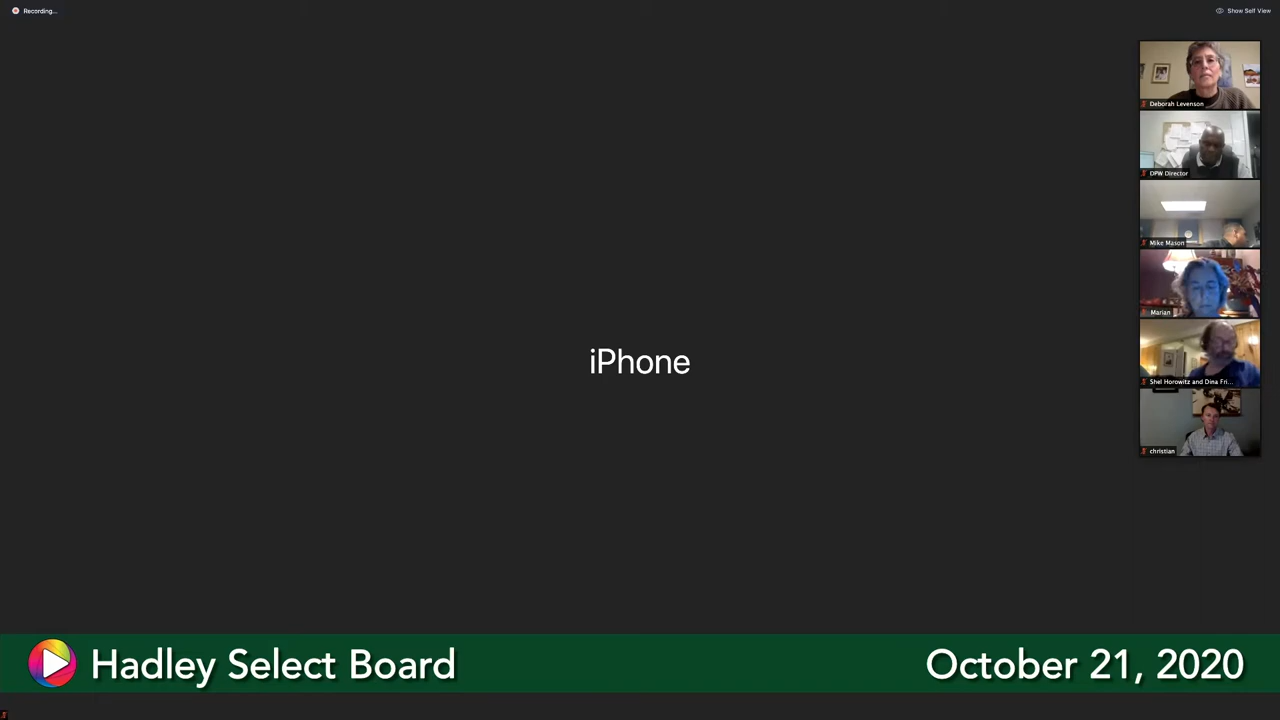 Recording...
Show Self View
Deborah Levenson
DPW Director
Mike Mason
Marian
Shel Horowitz and Dina Fri...
christian
iPhone
Hadley Select Board
October 21, 2020